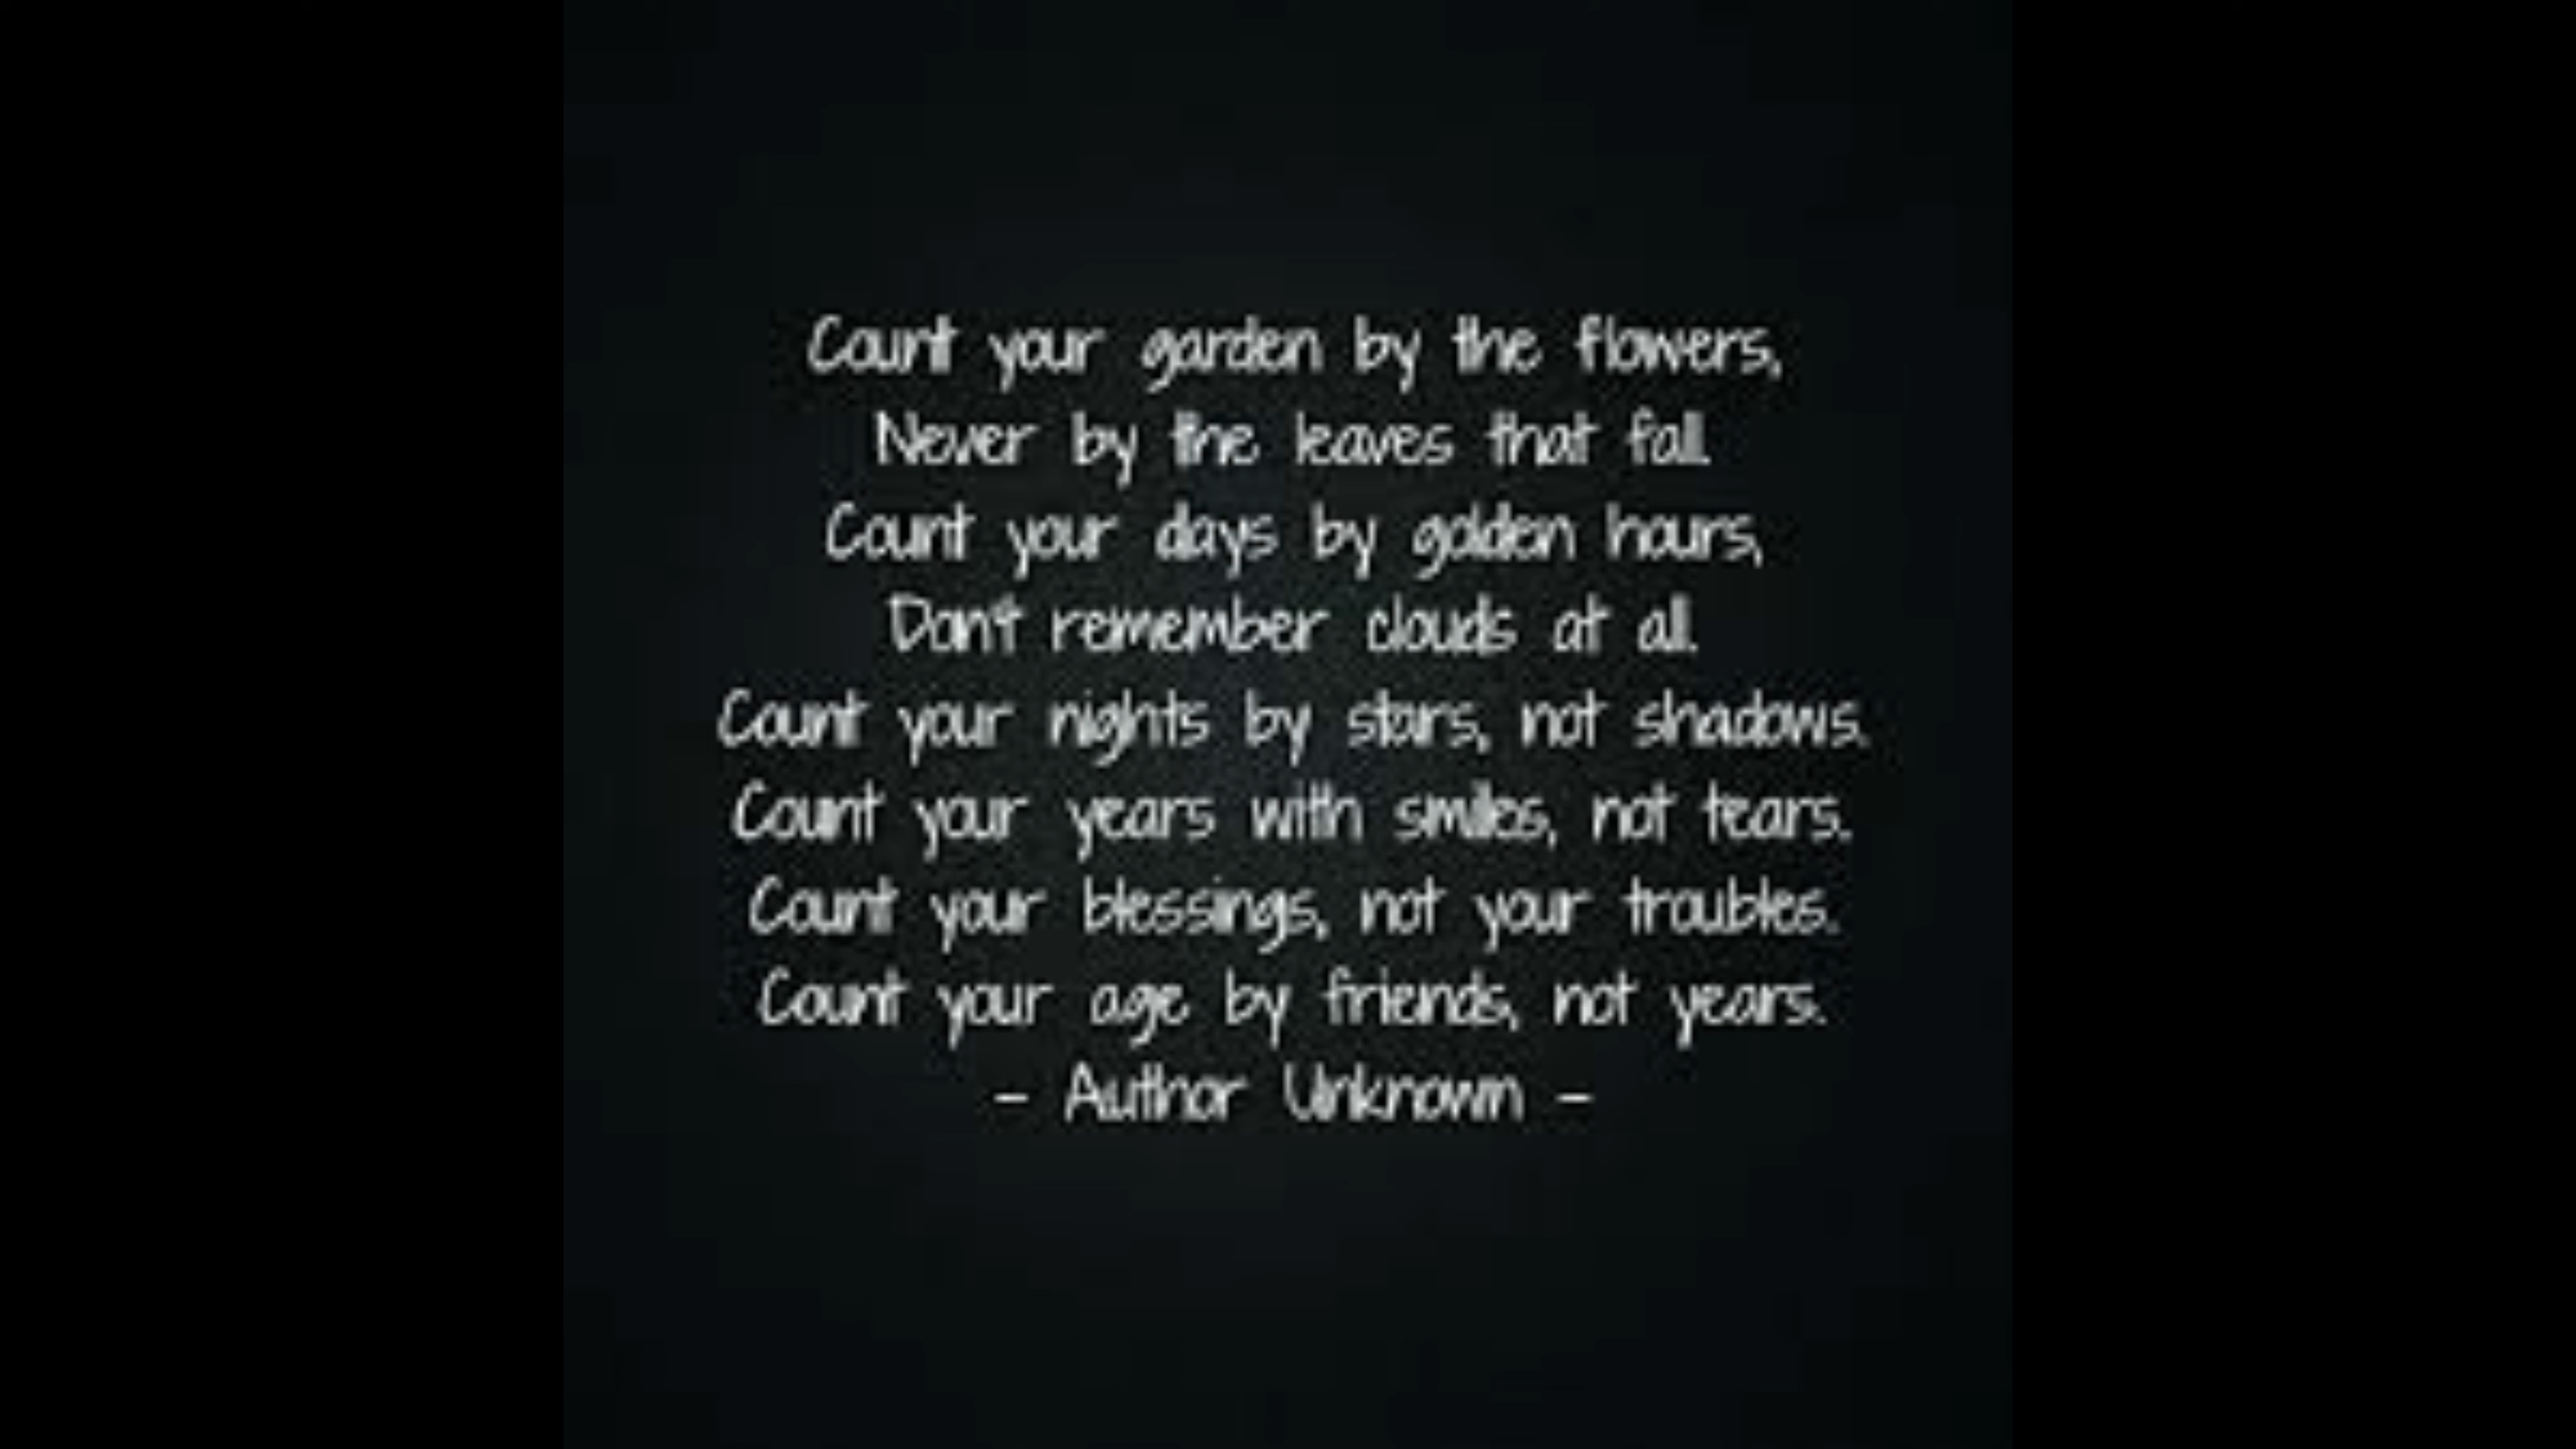 Count your garden by the flowers,
Never by the leaves that fall.
Count your days by golden hours,
Don't remember clouds at all.
Count your nights by stars, not shadows.
Count your years with smiles, not tears.
Count your blessings, not your troubles.
Count your age by friends, not years.
- Author Unknown -